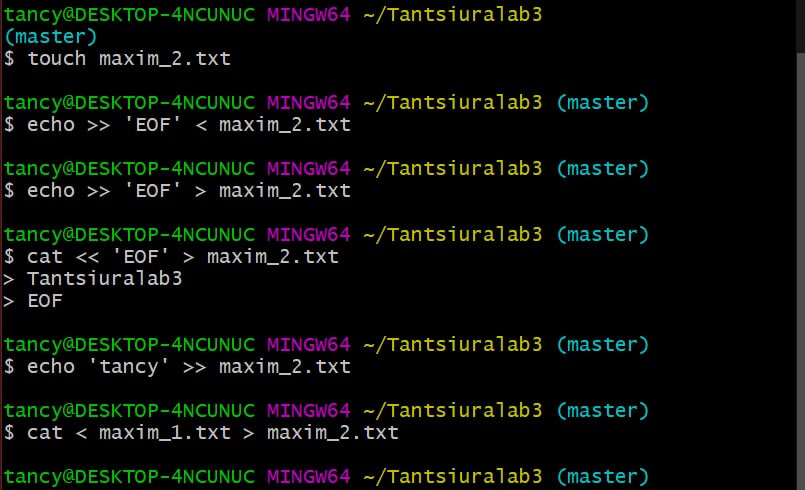 tancy@DESKTOP-4NCUNUC MINGW64 ~/Tantsiuralab3
(master)
$ touch maxim_2.txt
tancy@DESKTOP-4NCUNUC MINGW64 ~/Tantsiuralab3 (master)
$ echo >> 'EOF' < maxim_2.txt
tancy@DESKTOP-4NCUNUC MINGW64 ~/Tantsiuralab3 (master)
$ echo >> 'EOF' > maxim_2.txt
tancy@DESKTOP-4NCUNUC MINGW64 ~/Tantsiuralab3 (master)
$ cat << 'EOF' > maxim_2.txt
> Tantsiuralab3
> EOF
tancy@DESKTOP-4NCUNUC MINGW64 ~/Tantsiuralab3 (master)
$ echo 'tancy' >> maxim_2.txt
tancy@DESKTOP-4NCUNUC MINGW64 ~/Tantsiuralab3 (master)
$ cat < maxim_1.txt > maxim_2.txt
tancy@DESKTOP-4NCUNUC MINGW64 ~/Tantsiuralab3 (master)